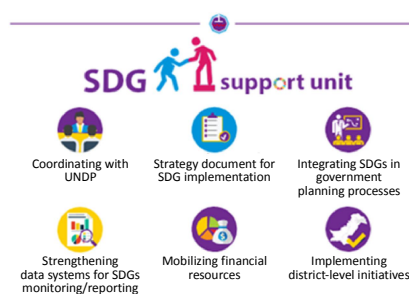 SDG support unit
Coordinating with
UNDP
Strategy document for
SDG implementation
Integrating SDGs in
government
planning processes
Strengthening
data systems for SDGs
monitoring/reporting
Mobilizing financial
resources
Implementing
district-level initiatives